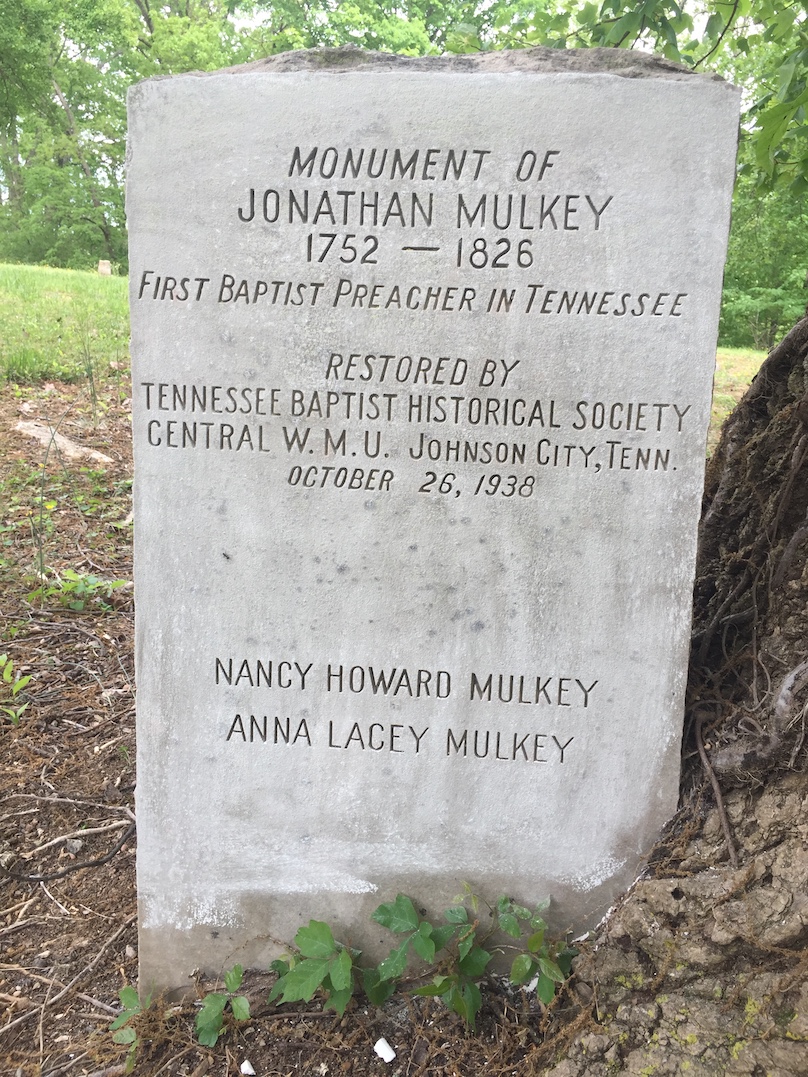 MONUMENT OF
JONATHAN MULKEY
1752 — 1826
FIRST BAPTIST PREACHER IN TENNESSEE
RESTORED BY
TENNESSEE BAPTIST HISTORICAL SOCIETY
CENTRAL W. M. U. JOHNSON CITY, TENN.
OCTOBER 26, 1938
NANCY HOWARD MULKEY
ANNA LACEY MULKEY